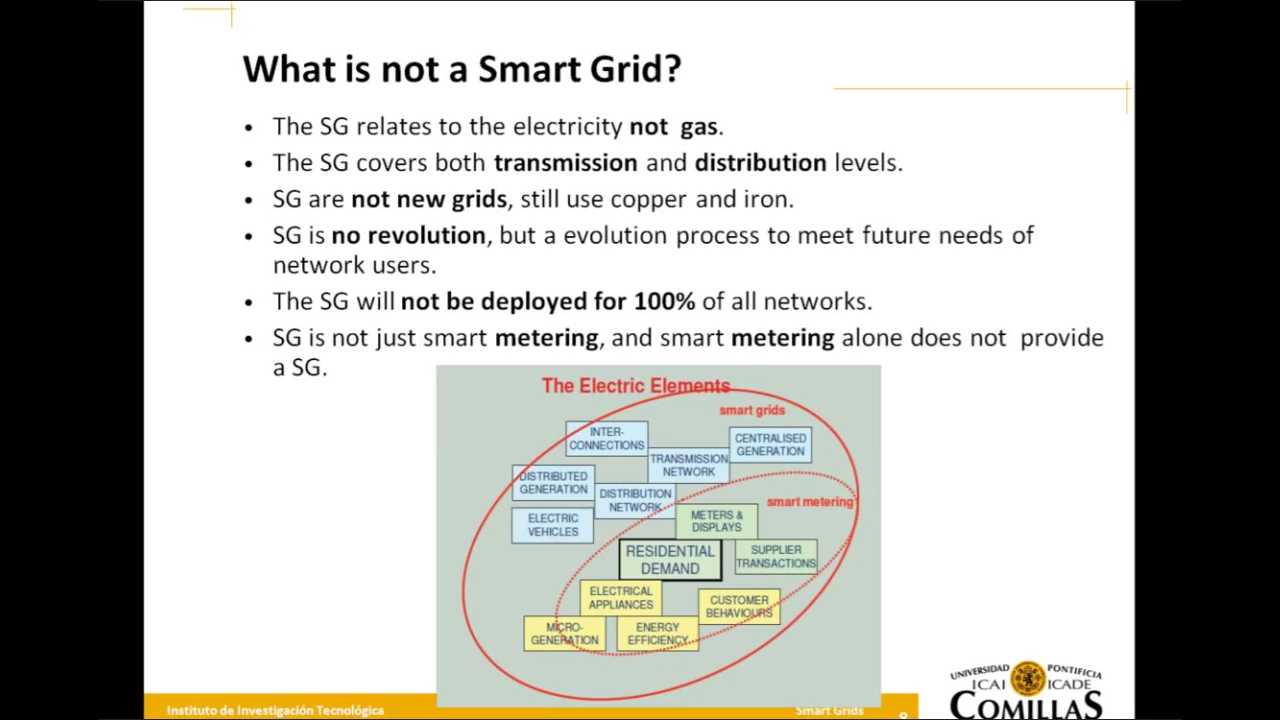 What is not a Smart Grid?
• The SG relates to the electricity not gas.
• The SG covers both transmission and distribution levels.
• SG are not new grids, still use copper and iron.
• SG is no revolution, but a evolution process to meet future needs of
network users.
• The SG will not be deployed for 100% of all networks.
• SG is not just smart metering, and smart metering alone does not provide
a SG.
The Electric Elements
smart grids
INTER-
CONNECTIONS
CENTRALISED
GENERATION
TRANSMISSION
NETWORK
DISTRIBUTED
GENERATION
DISTRIBUTION
NETWORK
smart metering
ELECTRIC
VEHICLES
METERS &
DISPLAYS
RESIDENTIAL
DEMAND
SUPPLIER
TRANSACTIONS
ELECTRICAL
APPLIANCES
CUSTOMER
BEHAVIOURS
MICRO-
GENERATION
ENERGY
EFFICIENCY
UNIVERSIDAD PONTIFICIA
ICAI ICADE
COMILLAS
Instituto de Investigación Tecnológica
Smart Grids